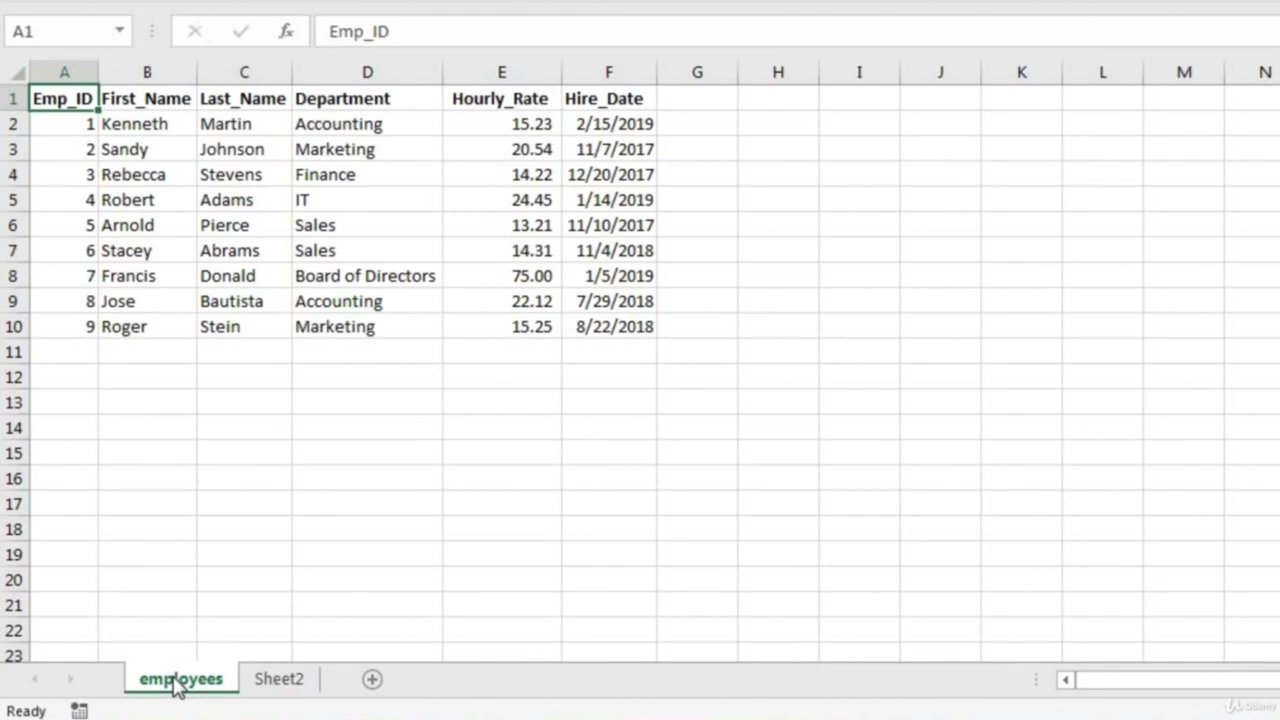 A1 fx Emp_ID
A B C D E F G H I J K L M N
1 Emp_ID First_Name Last_Name Department Hourly_Rate Hire_Date
2 1 Kenneth Martin Accounting 15.23 2/15/2019
3 2 Sandy Johnson Marketing 20.54 11/7/2017
4 3 Rebecca Stevens Finance 14.22 12/20/2017
5 4 Robert Adams IT 24.45 1/14/2019
6 5 Arnold Pierce Sales 13.21 11/10/2017
7 6 Stacey Abrams Sales 14.31 11/4/2018
8 7 Francis Donald Board of Directors 75.00 1/5/2019
9 8 Jose Bautista Accounting 22.12 7/29/2018
10 9 Roger Stein Marketing 15.25 8/22/2018
11
12
13
14
15
16
17
18
19
20
21
22
23
employees Sheet2
Ready
Udemy